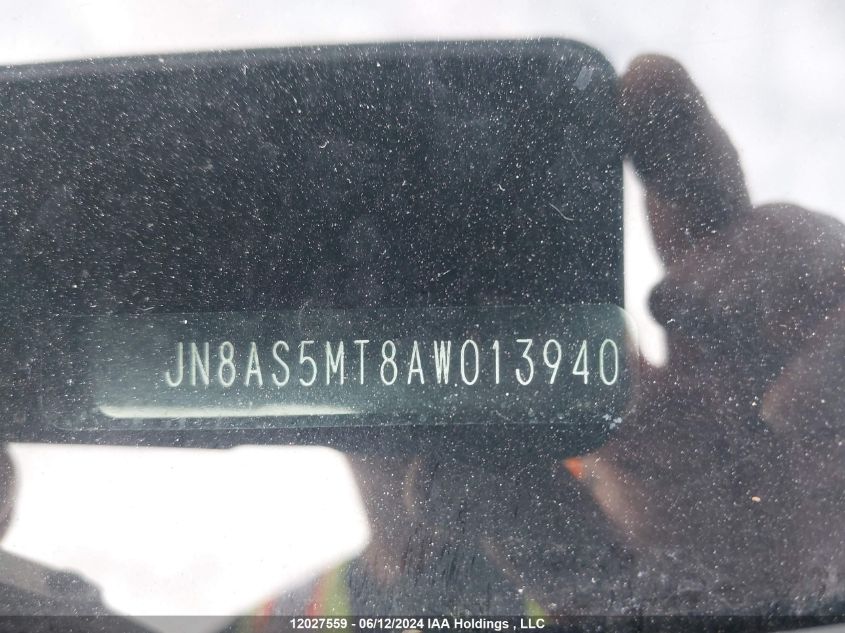 JN8AS5MT8AW013940
12027559 - 06/12/2024 IAA Holdings , LLC